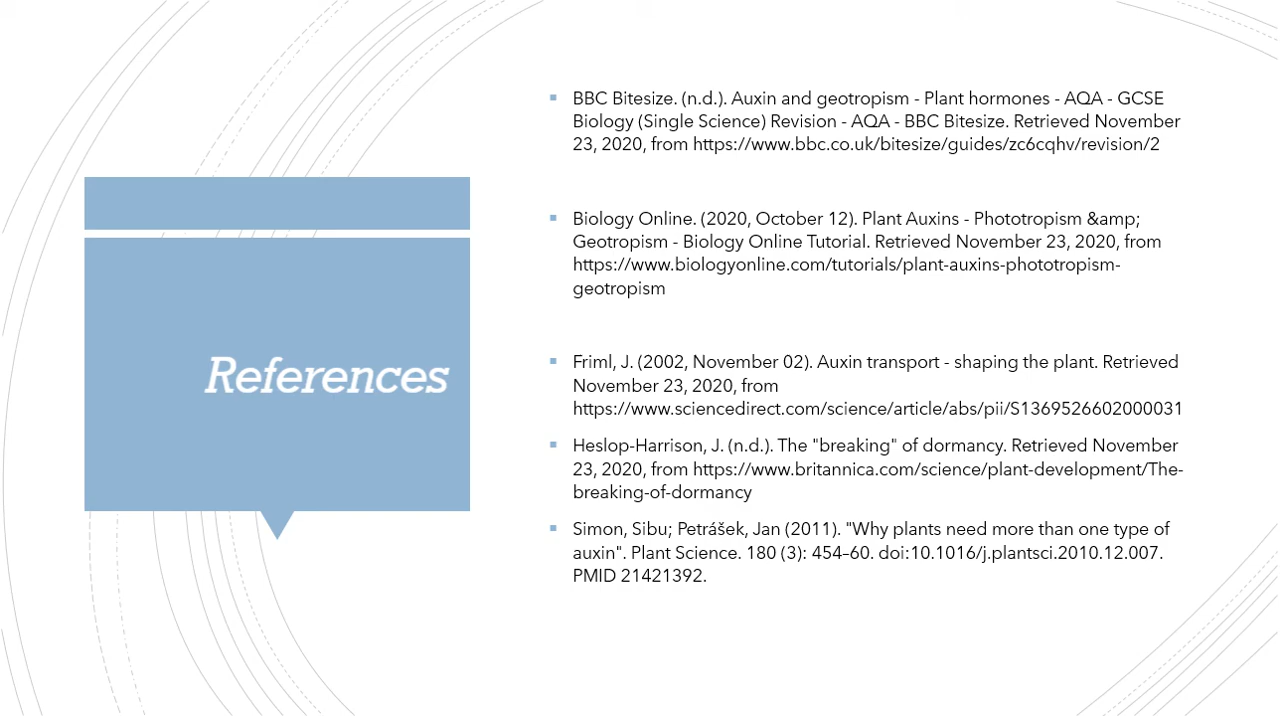 References
BBC Bitesize. (n.d.). Auxin and geotropism - Plant hormones - AQA - GCSE
Biology (Single Science) Revision - AQA - BBC Bitesize. Retrieved November
23, 2020, from https://www.bbc.co.uk/bitesize/guides/zc6cqhv/revision/2
Biology Online. (2020, October 12). Plant Auxins - Phototropism &amp;
Geotropism - Biology Online Tutorial. Retrieved November 23, 2020, from
https://www.biologyonline.com/tutorials/plant-auxins-phototropism-
geotropism
Friml, J. (2002, November 02). Auxin transport - shaping the plant. Retrieved
November 23, 2020, from
https://www.sciencedirect.com/science/article/abs/pii/S1369526602000031
Heslop-Harrison, J. (n.d.). The "breaking" of dormancy. Retrieved November
23, 2020, from https://www.britannica.com/science/plant-development/The-
breaking-of-dormancy
Simon, Sibu; Petrášek, Jan (2011). "Why plants need more than one type of
auxin". Plant Science. 180 (3): 454–60. doi:10.1016/j.plantsci.2010.12.007.
PMID 21421392.